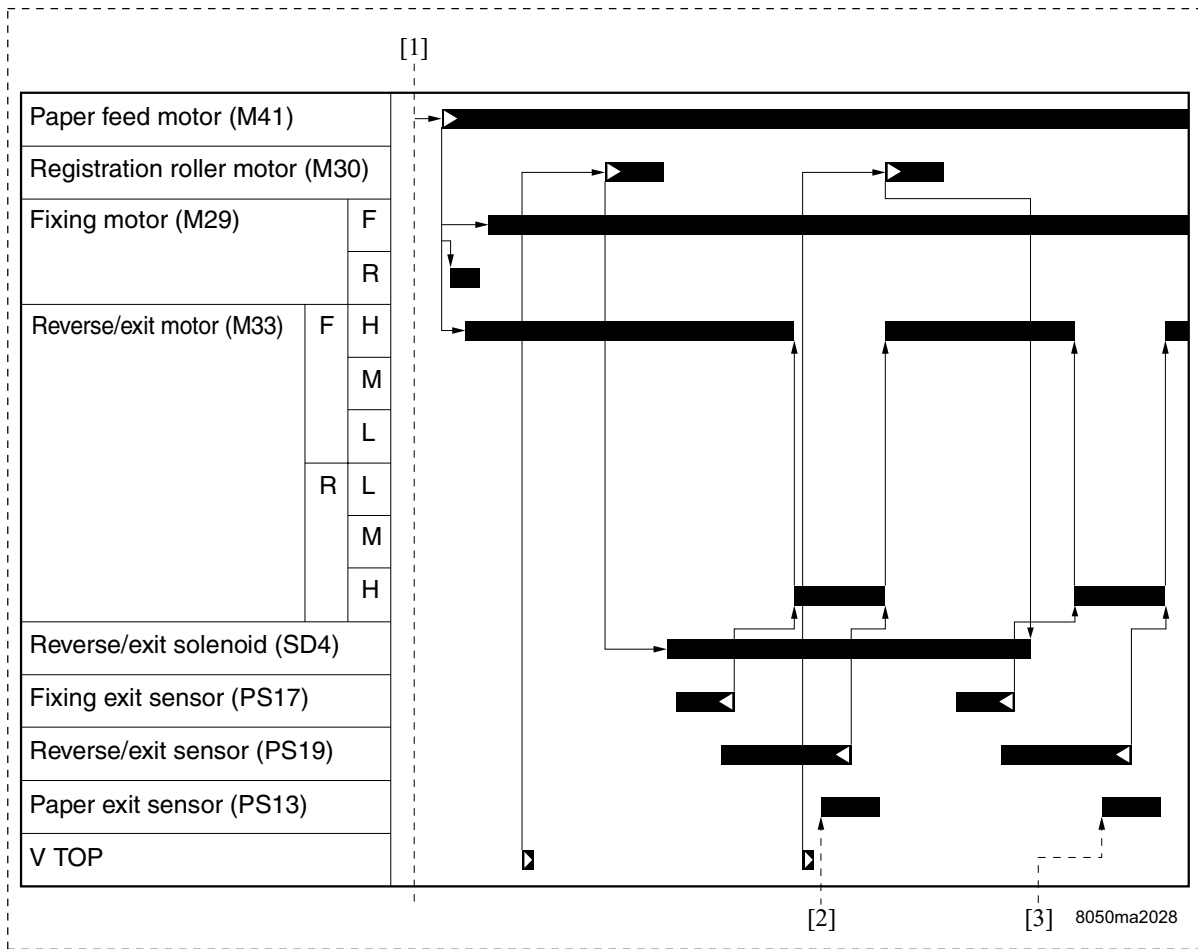 [1]
Paper feed motor (M41)
Registration roller motor (M30)
Fixing motor (M29) F
R
Reverse/exit motor (M33) F H
M
L
R L
M
H
Reverse/exit solenoid (SD4)
Fixing exit sensor (PS17)
Reverse/exit sensor (PS19)
Paper exit sensor (PS13)
V TOP
[2] [3] 8050ma2028